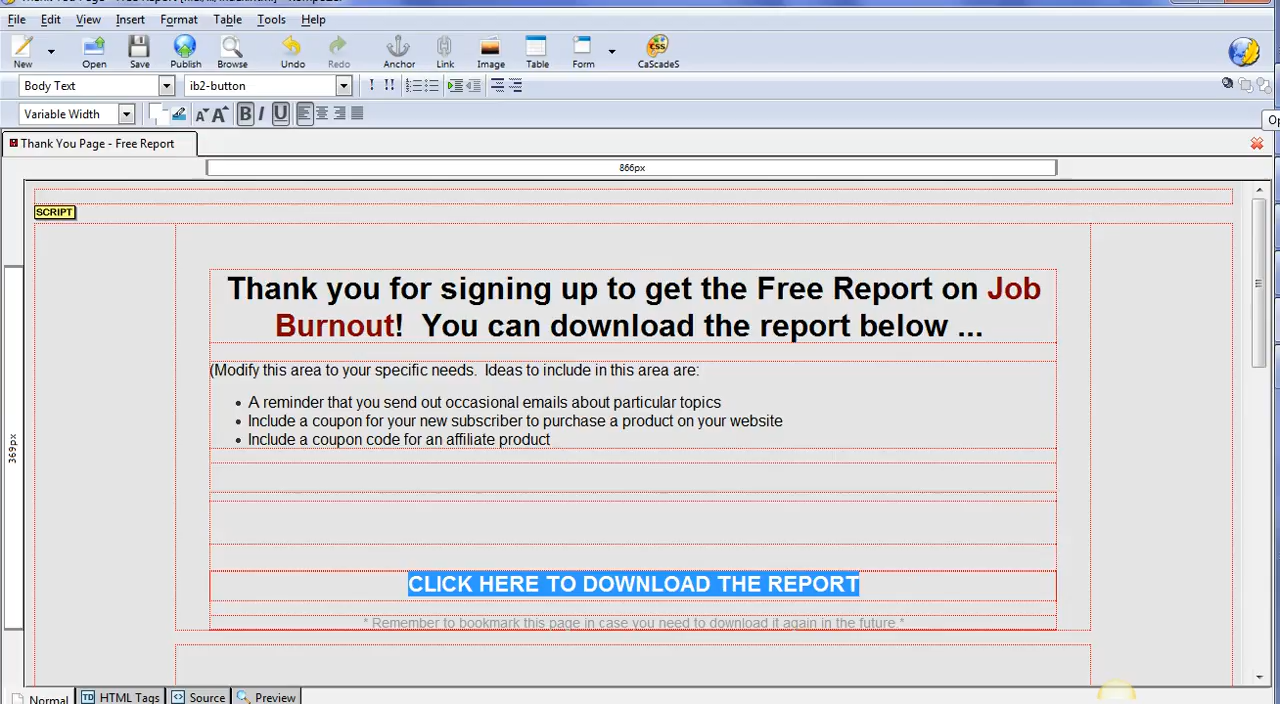 File Edit View Insert Format Table Tools Help
New Open Save Publish Browse Undo Redo Anchor Link Image Table Form CaScadeS
CSS
Body Text ib2-button
Variable Width
Thank You Page - Free Report
866px
SCRIPT
369px
Thank you for signing up to get the Free Report on Job
Burnout! You can download the report below ...
(Modify this area to your specific needs. Ideas to include in this area are:
• A reminder that you send out occasional emails about particular topics
• Include a coupon for your new subscriber to purchase a product on your website
• Include a coupon code for an affiliate product
CLICK HERE TO DOWNLOAD THE REPORT
* Remember to bookmark this page in case you need to download it again in the future *
Normal HTML Tags Source Preview